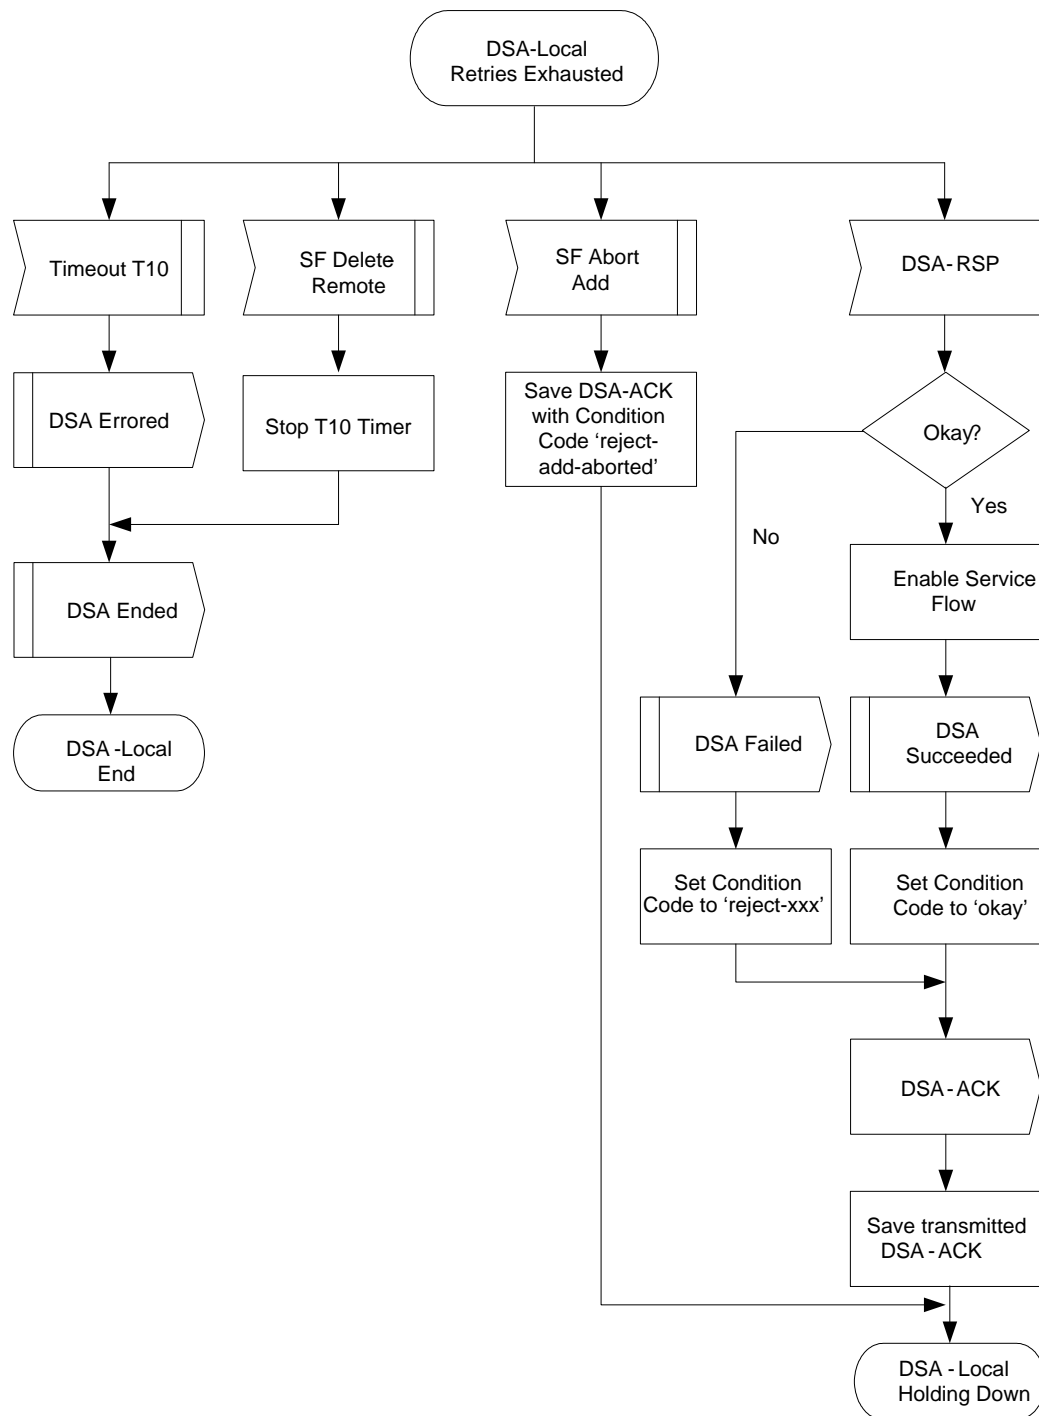 DSA-Local
Retries Exhausted
Timeout T10
SF Delete
Remote
SF Abort
Add
DSA-RSP
DSA Errored
Stop T10 Timer
Save DSA-ACK
with Condition
Code ‘reject-
add-aborted’
Okay?
No
Yes
DSA Ended
Enable Service
Flow
DSA-Local
End
DSA Failed
DSA
Succeeded
Set Condition
Code to ‘reject-xxx’
Set Condition
Code to ‘okay’
DSA-ACK
Save transmitted
DSA-ACK
DSA-Local
Holding Down